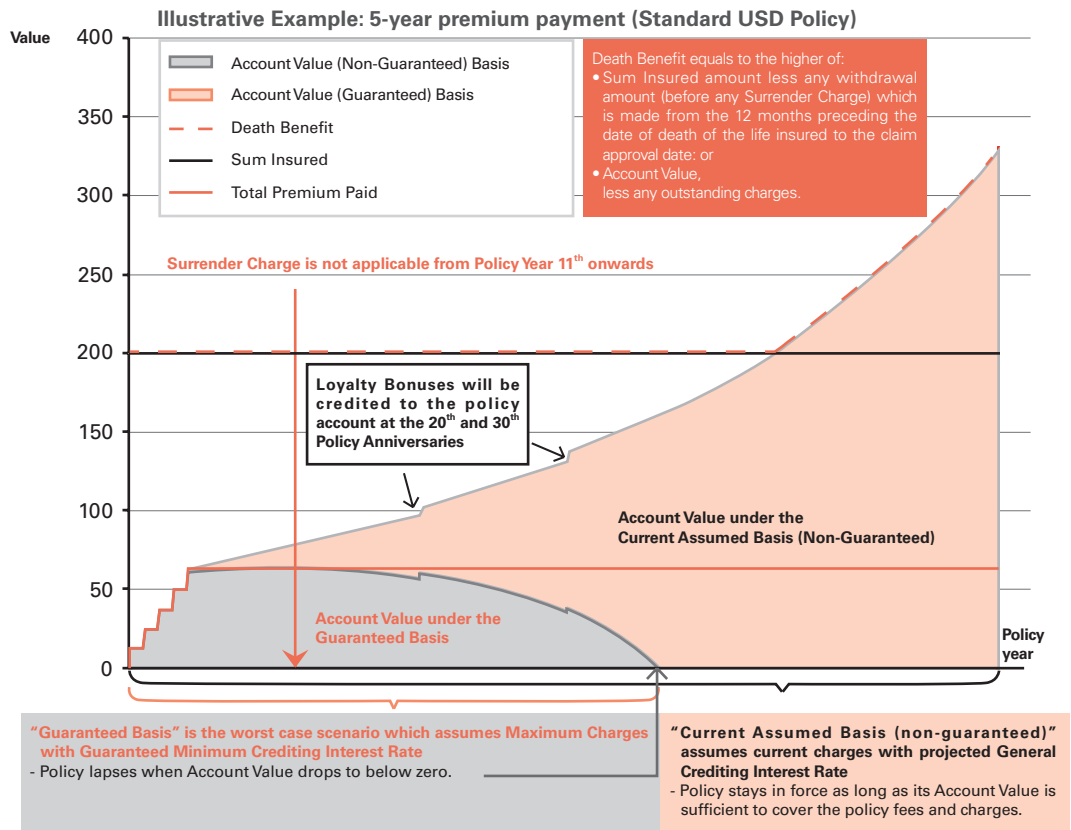 Illustrative Example: 5-year premium payment (Standard USD Policy)
Value
400
350
300
250
200
150
100
50
0
Account Value (Non-Guaranteed) Basis
Account Value (Guaranteed) Basis
Death Benefit
Sum Insured
Total Premium Paid
Death Benefit equals to the higher of:
• Sum Insured amount less any withdrawal
amount (before any Surrender Charge) which
is made from the 12 months preceding the
date of death of the life insured to the claim
approval date: or
• Account Value,
less any outstanding charges.
Surrender Charge is not applicable from Policy Year 11th onwards
Loyalty Bonuses will be
credited to the policy
account at the 20th and 30th
Policy Anniversaries
Account Value under the
Current Assumed Basis (Non-Guaranteed)
Account Value under the
Guaranteed Basis
Policy
year
“Guaranteed Basis” is the worst case scenario which assumes Maximum Charges
with Guaranteed Minimum Crediting Interest Rate
- Policy lapses when Account Value drops to below zero.
“Current Assumed Basis (non-guaranteed)”
assumes current charges with projected General
Crediting Interest Rate
- Policy stays in force as long as its Account Value is
sufficient to cover the policy fees and charges.